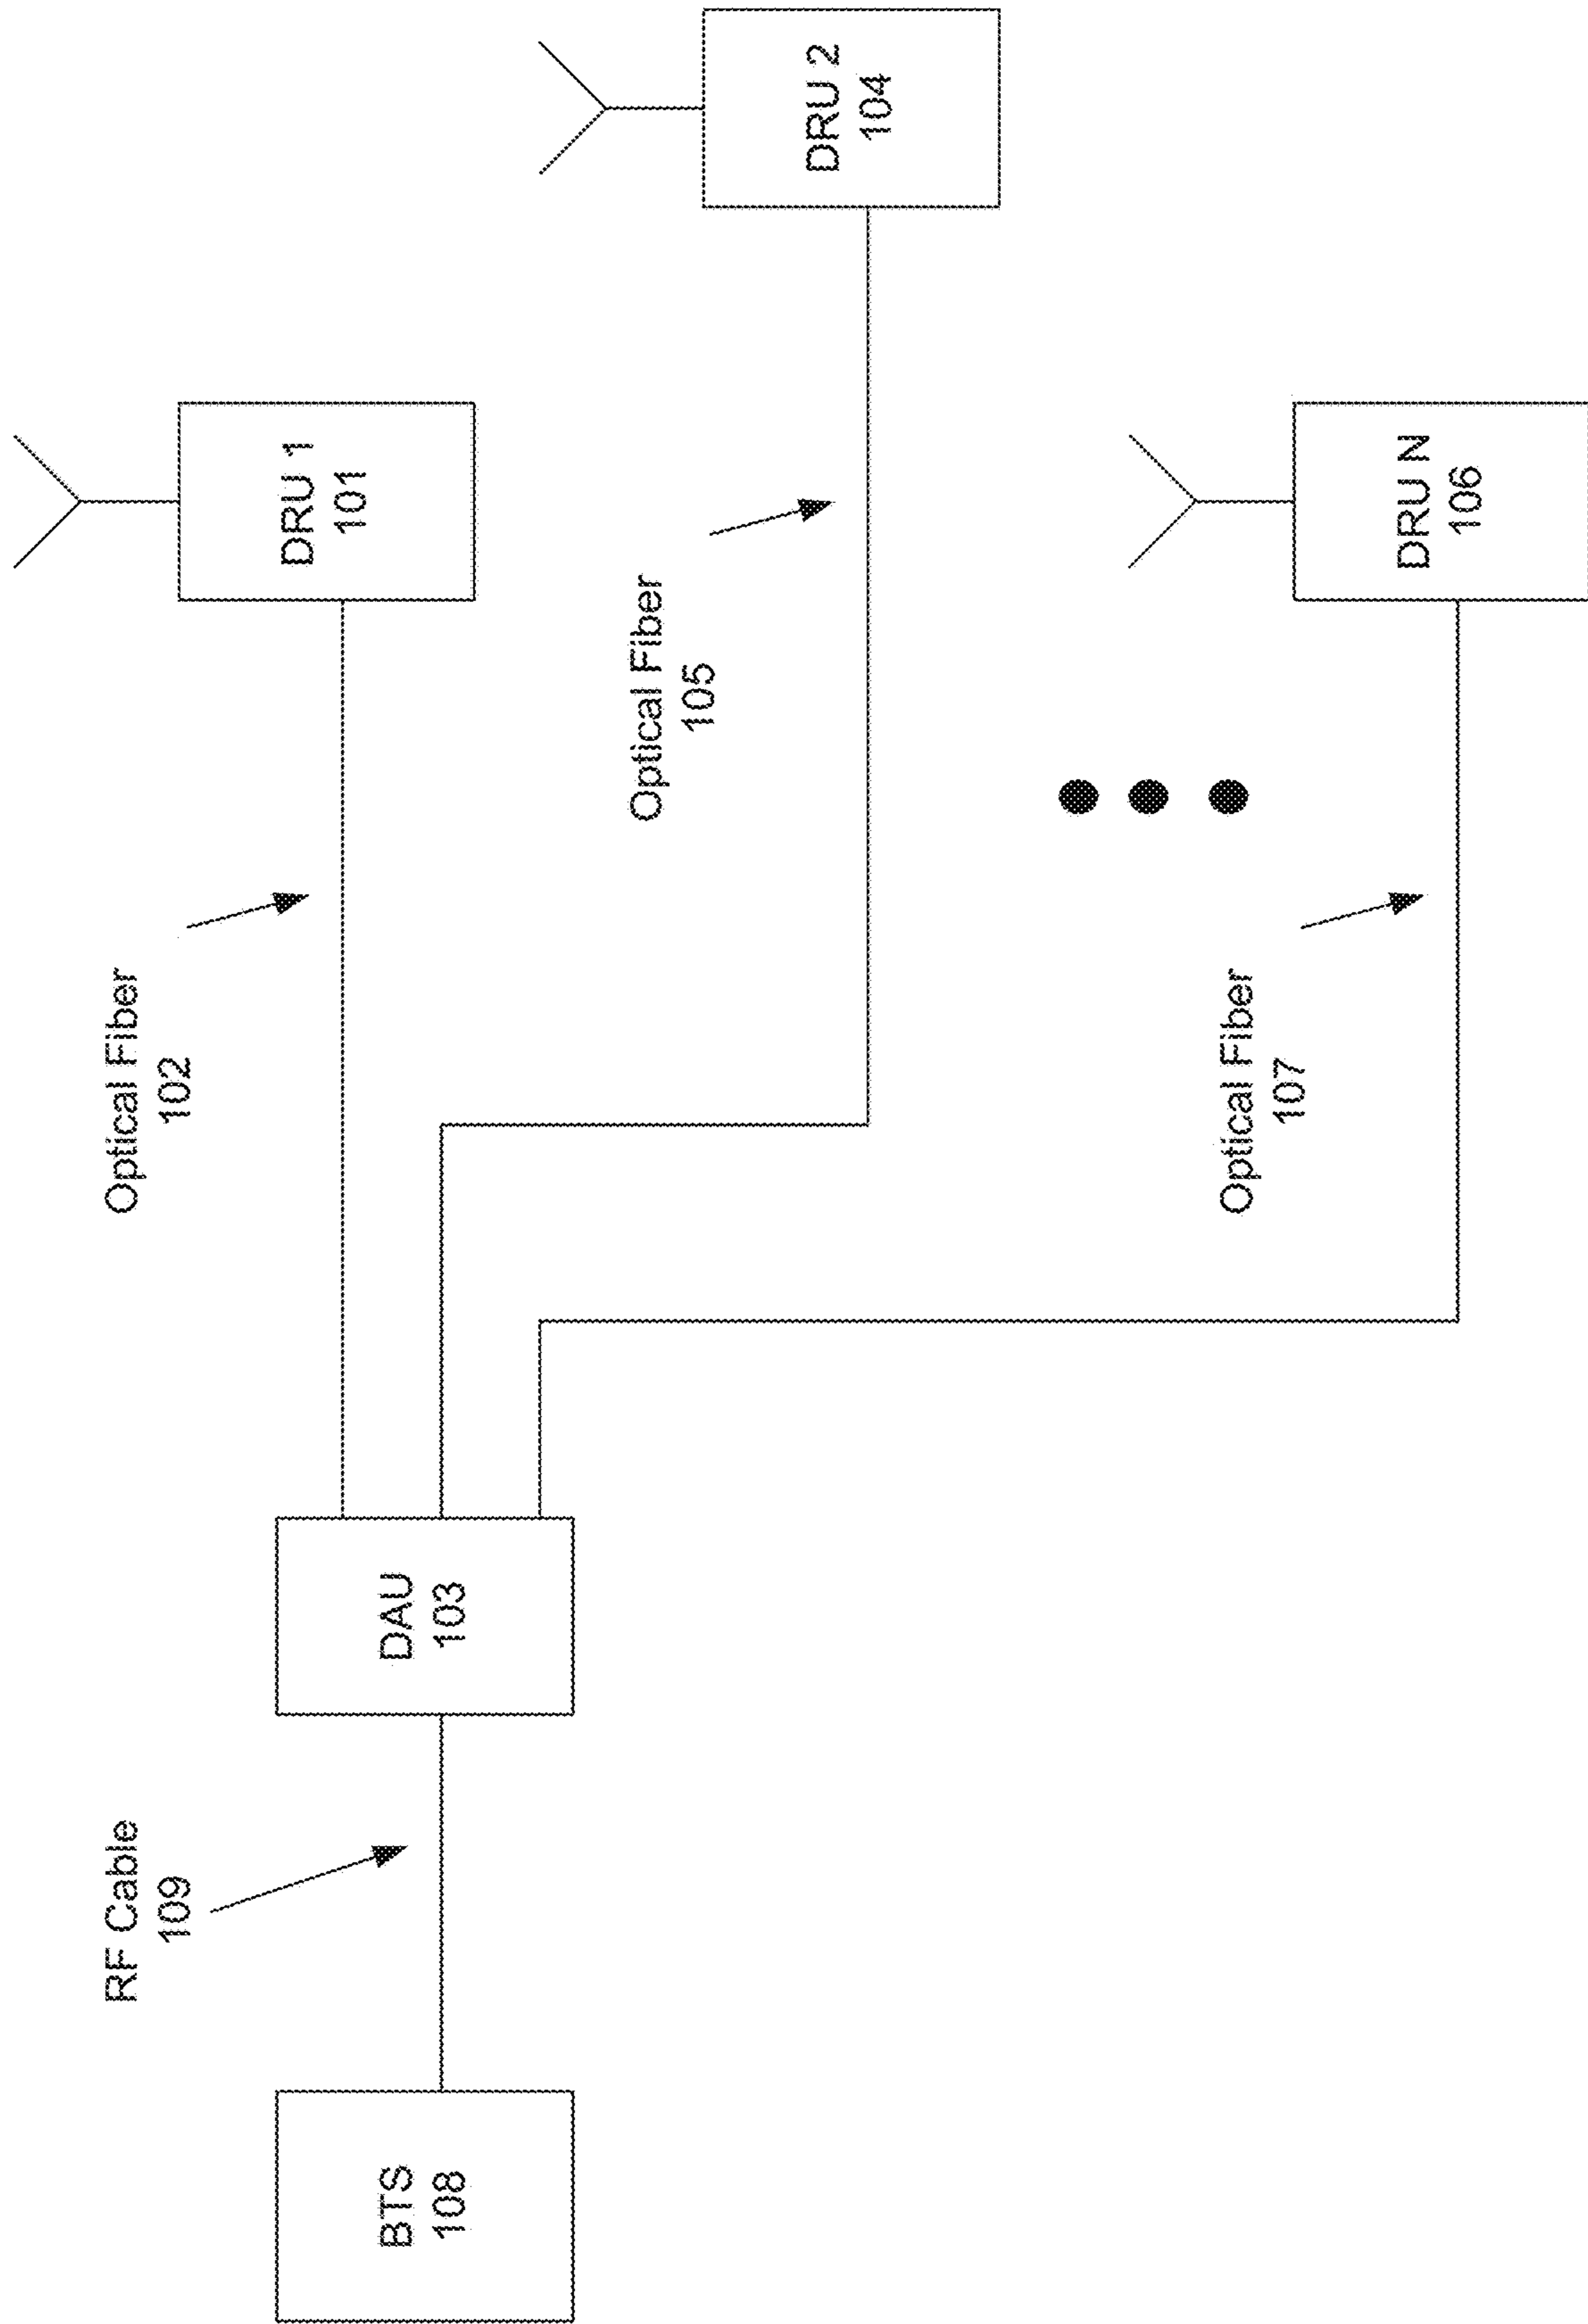 RF Cable
109
Optical Fiber
102
DRU 1
101
BTS
108
DAU
103
Optical Fiber
105
DRU 2
104
Optical Fiber
107
DRU N
106